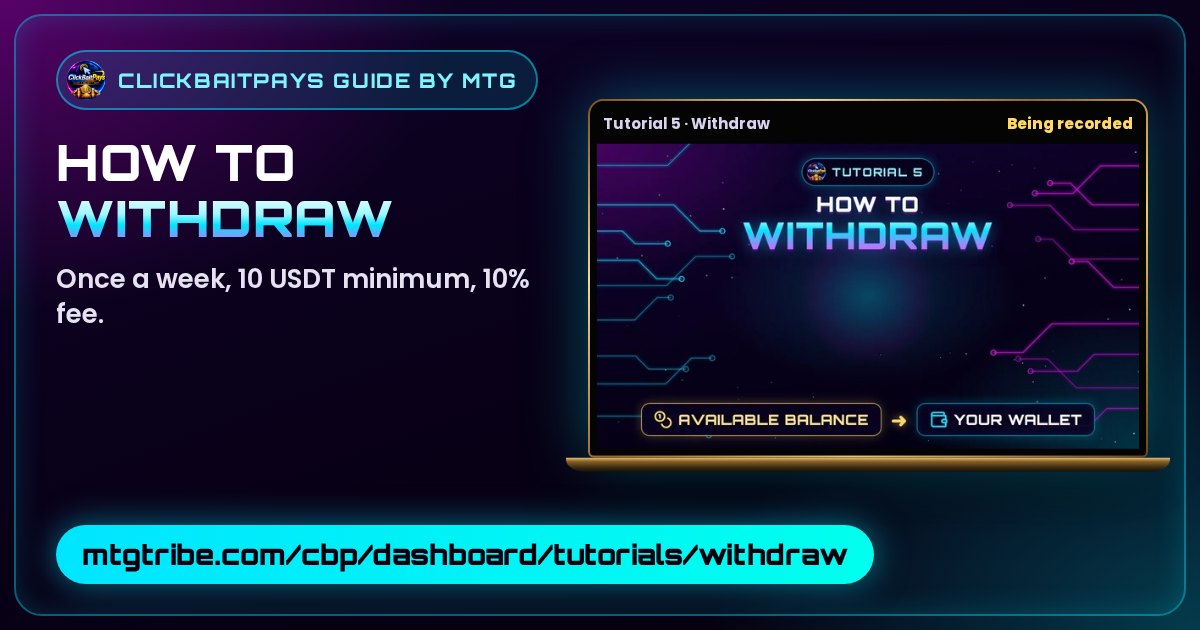 ClickBaitPays
CLICKBAITPAYS GUIDE BY MTG
HOW TO
WITHDRAW
Once a week, 10 USDT minimum, 10%
fee.
Tutorial 5 · Withdraw
Being recorded
TUTORIAL 5
HOW TO
WITHDRAW
AVAILABLE BALANCE
➜
YOUR WALLET
mtgtribe.com/cbp/dashboard/tutorials/withdraw